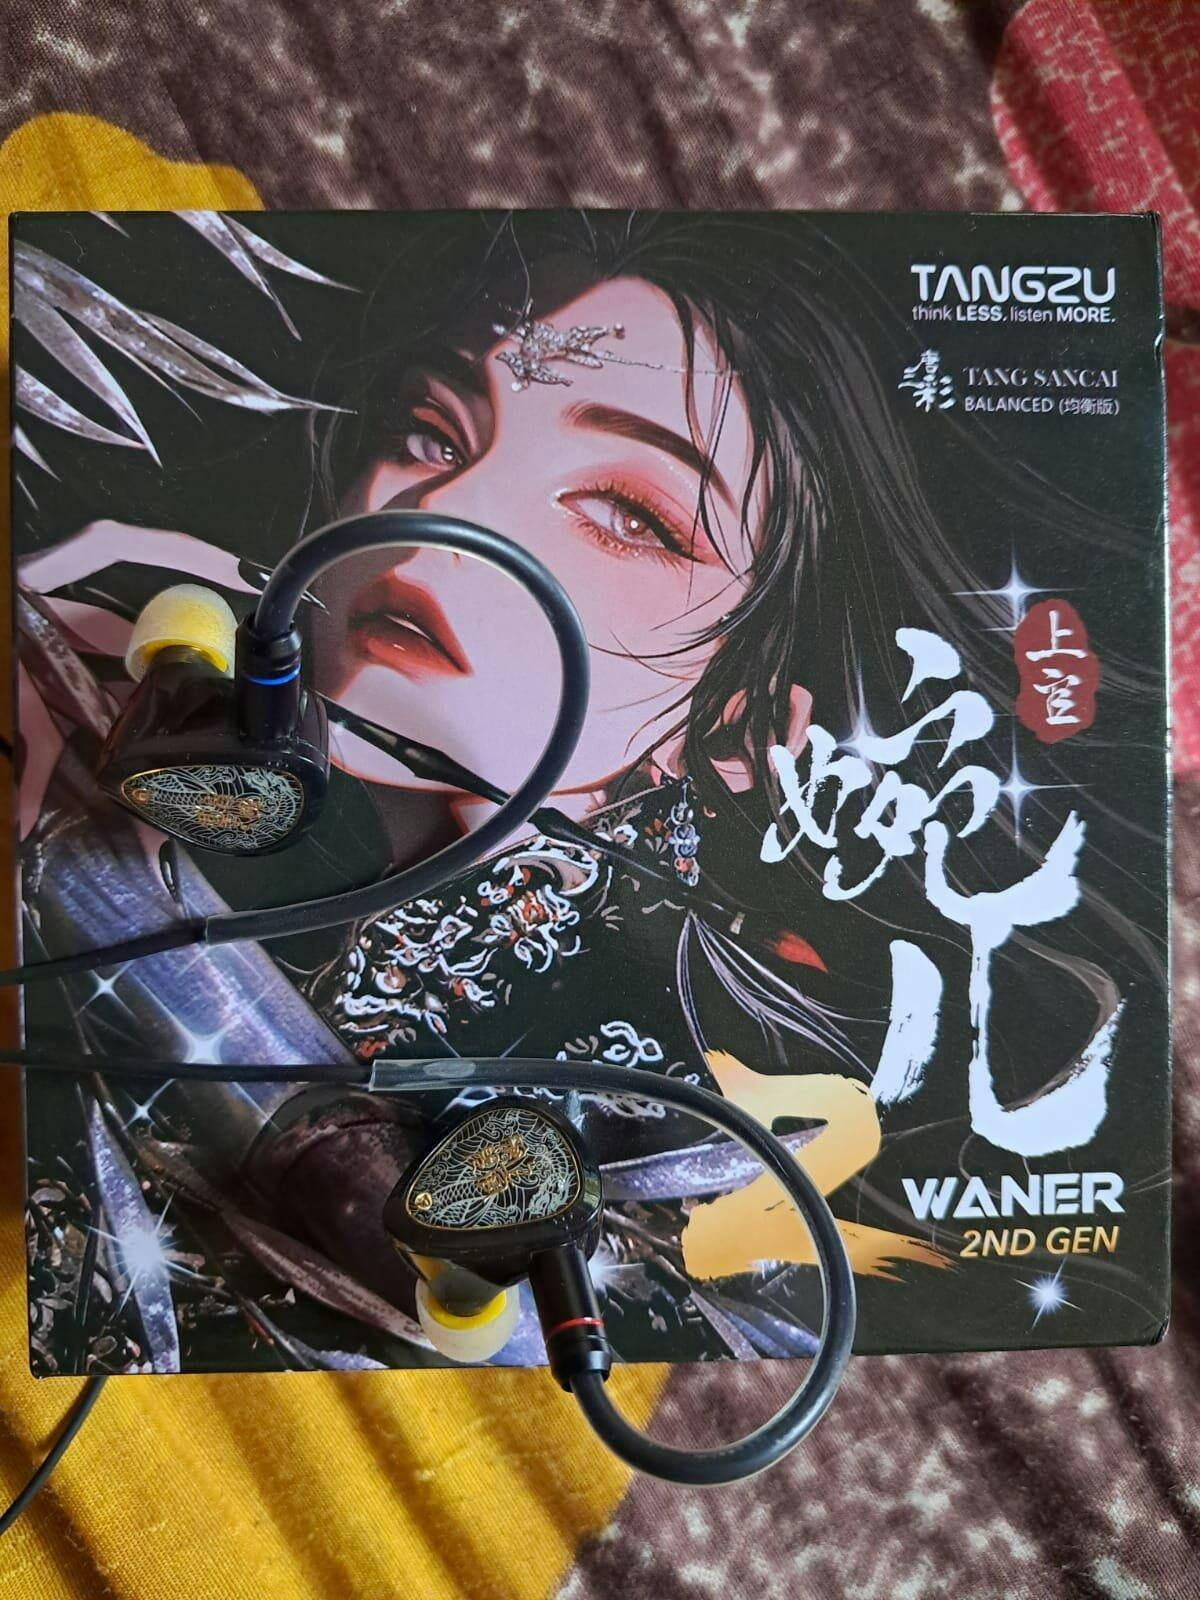 TANGZU
think LESS. listen MORE.
唐三彩
TANG SANCAI
BALANCED (均衡版)
上官
婉儿
WANER
2ND GEN